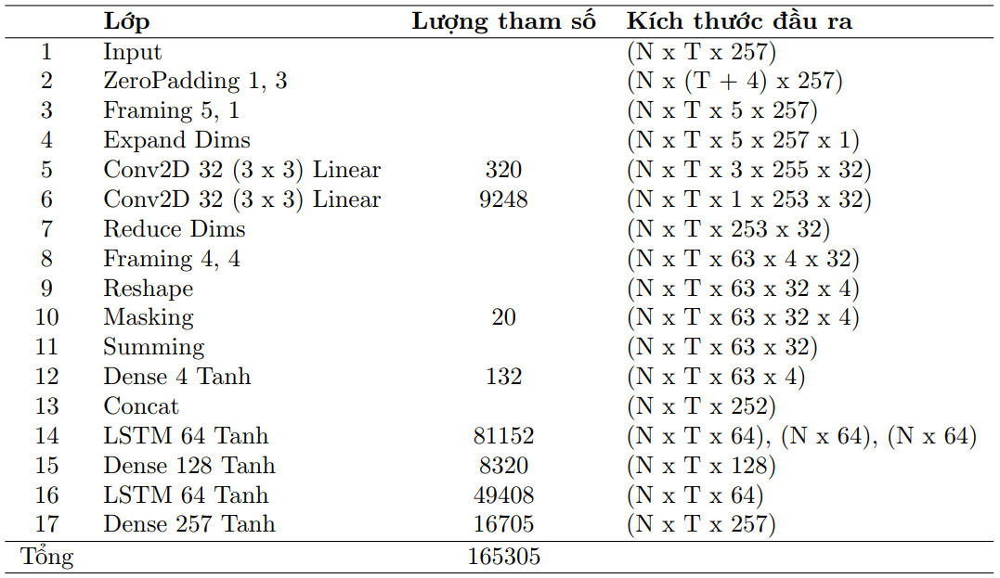 Lớp Lượng tham số Kích thước đầu ra
1 Input (N x T x 257)
2 ZeroPadding 1, 3 (N x (T + 4) x 257)
3 Framing 5, 1 (N x T x 5 x 257)
4 Expand Dims (N x T x 5 x 257 x 1)
5 Conv2D 32 (3 x 3) Linear 320 (N x T x 3 x 255 x 32)
6 Conv2D 32 (3 x 3) Linear 9248 (N x T x 1 x 253 x 32)
7 Reduce Dims (N x T x 253 x 32)
8 Framing 4, 4 (N x T x 63 x 4 x 32)
9 Reshape (N x T x 63 x 32 x 4)
10 Masking 20 (N x T x 63 x 32 x 4)
11 Summing (N x T x 63 x 32)
12 Dense 4 Tanh 132 (N x T x 63 x 4)
13 Concat (N x T x 252)
14 LSTM 64 Tanh 81152 (N x T x 64), (N x 64), (N x 64)
15 Dense 128 Tanh 8320 (N x T x 128)
16 LSTM 64 Tanh 49408 (N x T x 64)
17 Dense 257 Tanh 16705 (N x T x 257)
Tổng 165305